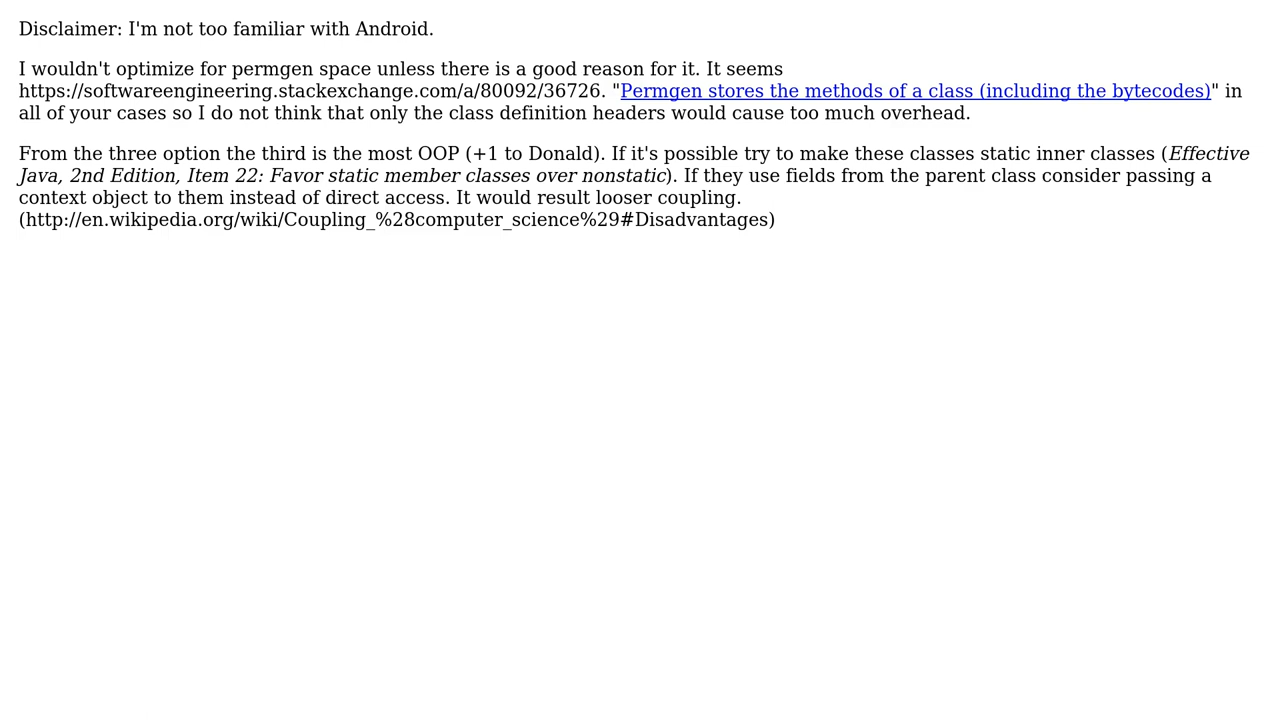 Disclaimer: I'm not too familiar with Android.
I wouldn't optimize for permgen space unless there is a good reason for it. It seems
https://softwareengineering.stackexchange.com/a/80092/36726. "Permgen stores the methods of a class (including the bytecodes)" in
all of your cases so I do not think that only the class definition headers would cause too much overhead.
From the three option the third is the most OOP (+1 to Donald). If it's possible try to make these classes static inner classes (Effective
Java, 2nd Edition, Item 22: Favor static member classes over nonstatic). If they use fields from the parent class consider passing a
context object to them instead of direct access. It would result looser coupling.
(http://en.wikipedia.org/wiki/Coupling_%28computer_science%29#Disadvantages)